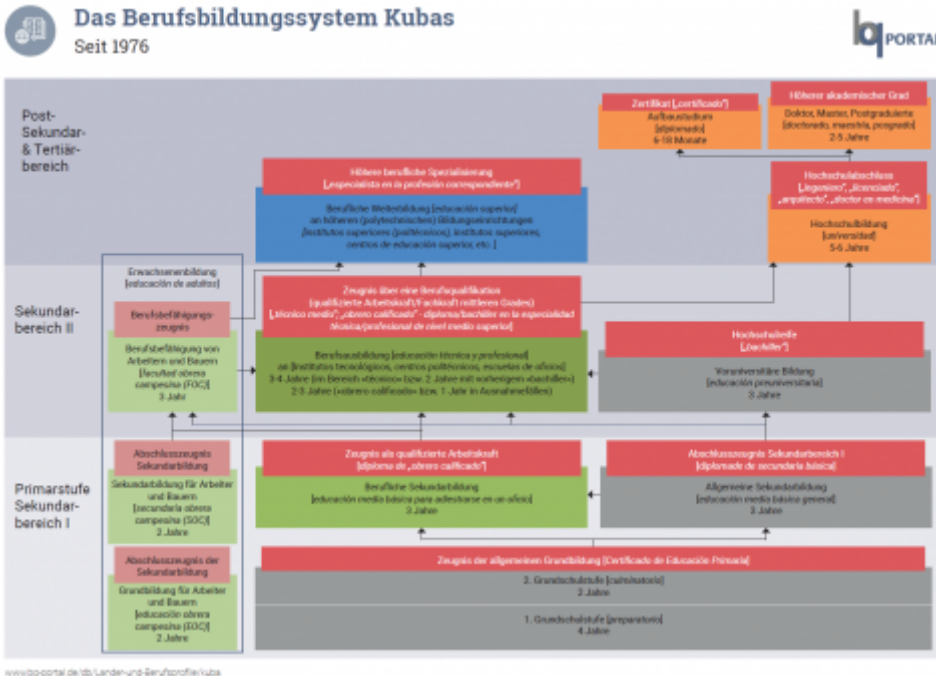 Das Berufsbildungssystem Kubas
Seit 1976
bq PORTAL
Post-
Sekundar-
& Tertiär-
bereich
Zertifikat [„certificado“]
Aufbaustudium
[diplomado]
6-18 Monate
Höherer akademischer Grad
Doktor, Master, Postgraduierte
[doctorado, maestría, posgrado]
2-5 Jahre
Höhere berufliche Spezialisierung
[„especialista en la profesión correspondiente“]
Berufliche Weiterbildung [educación superior]
an höheren (polytechnischen) Bildungseinrichtungen
[institutos superiores (politécnicos), institutos superiores,
centros de educación superior, etc. ]
Hochschulabschluss
[„ingeniero“, „licenciado“,
„arquitecto“, „doctor en medicina“]
Hochschulbildung
[universidad]
5-6 Jahre
Sekundar-
bereich II
Erwachsenenbildung
[educación de adultos]
Berufsbefähigungs-
zeugnis
Berufsbefähigung von
Arbeitern und Bauern
[facultad obrera
campesina (FOC)]
3 Jahr
Zeugnis über eine Berufsqualifikation
(qualifizierte Arbeitskraft/Fachkraft mittleren Grades)
[„técnico medio“; „obrero calificado“ - diploma/bachiller en la especialidad
técnica/profesional de nivel medio superior]
Berufsausbildung [educación técnica y profesional]
an [institutos tecnológicos, centros politécnicos, escuelas de oficios]
3-4 Jahre (im Bereich «técnico» bzw. 2 Jahre mit vorherigem «bachiller»)
2-3 Jahre («obrero calificado» bzw. 1 Jahr in Ausnahmefällen)
Hochschulreife
[„bachiller“]
Voruniversitäre Bildung
[educación preuniversitaria]
3 Jahre
Primarstufe
Sekundar-
bereich I
Abschlusszeugnis
Sekundarbildung
Sekundarbildung für Arbeiter
und Bauern
[secundaria obrera
campesina (SOC)]
2 Jahre
Zeugnis als qualifizierte Arbeitskraft
[diploma de „obrero calificado“]
Berufliche Sekundarbildung
[educación media básica para adiestrarse en un oficio]
3 Jahre
Abschlusszeugnis Sekundarbereich I
[diplomade de secundaria básica]
Allgemeine Sekundarbildung
[educación media básica general]
3 Jahre
Abschlusszeugnis der
Sekundarbildung
Grundbildung für Arbeiter
und Bauern
[educación obrera
campesina (EOC)]
2 Jahre
Zeugnis der allgemeinen Grundbildung [Certificado de Educación Primaria]
2. Grundschulstufe [culminatorio]
2 Jahre
1. Grundschulstufe [preparatorio]
4 Jahre
www.bq-portal.de/db/Länder-und-Berufsprofile/kuba